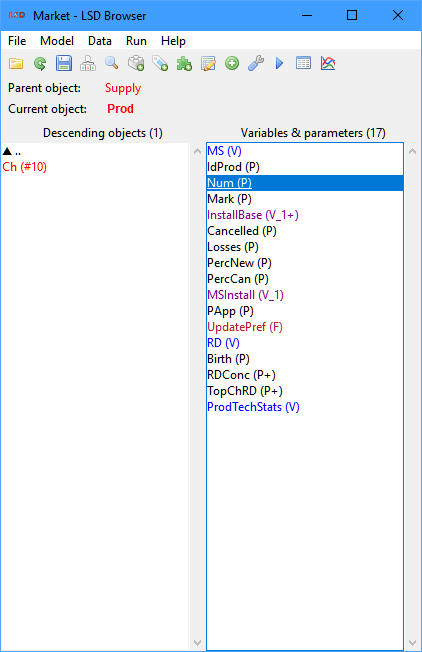 LSD Market - LSD Browser
File Model Data Run Help
Parent object: Supply
Current object: Prod
Descending objects (1)
▲ ..
Ch (#10)
Variables & parameters (17)
MS (V)
IdProd (P)
Num (P)
Mark (P)
InstallBase (V_1+)
Cancelled (P)
Losses (P)
PercNew (P)
PercCan (P)
MSInstall (V_1)
PApp (P)
UpdatePref (F)
RD (V)
Birth (P)
RDConc (P+)
TopChRD (P+)
ProdTechStats (V)